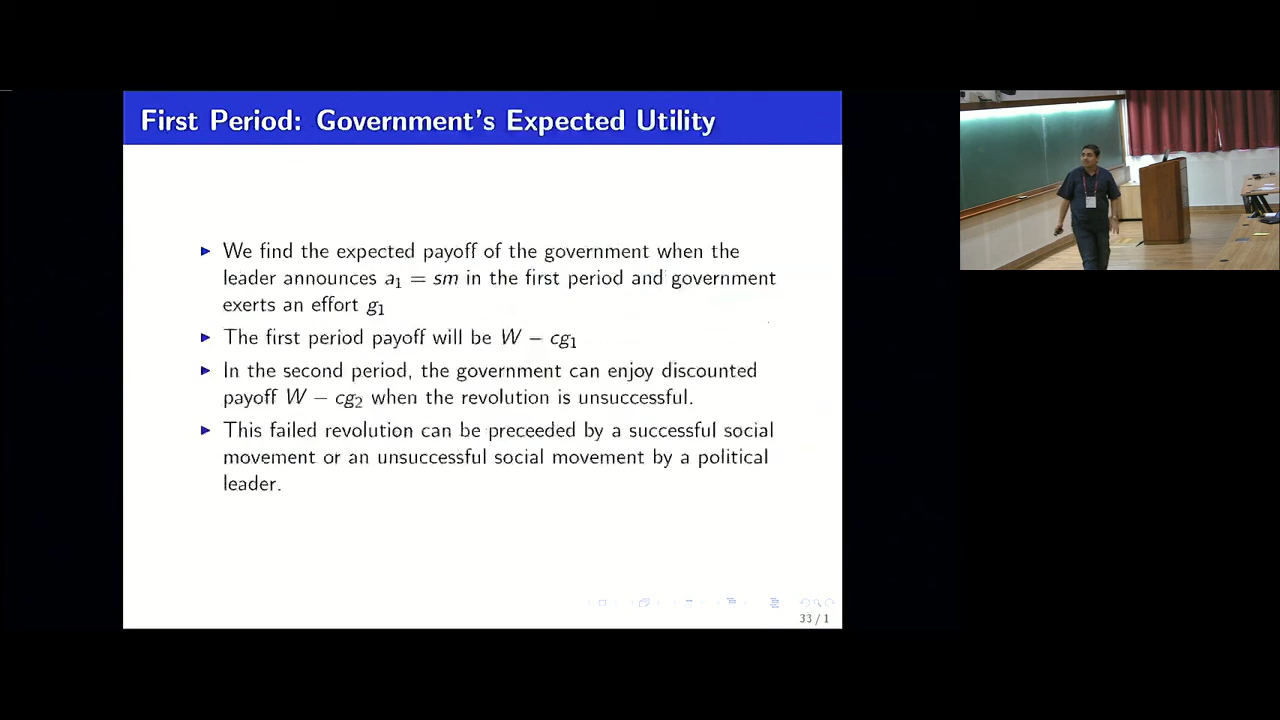 First Period: Government's Expected Utility
We find the expected payoff of the government when the
leader announces a₁ = sm in the first period and government
exerts an effort g₁
The first period payoff will be W − cg₁
In the second period, the government can enjoy discounted
payoff W − cg₂ when the revolution is unsuccessful.
This failed revolution can be preceeded by a successful social
movement or an unsuccessful social movement by a political
leader.
33 / 1